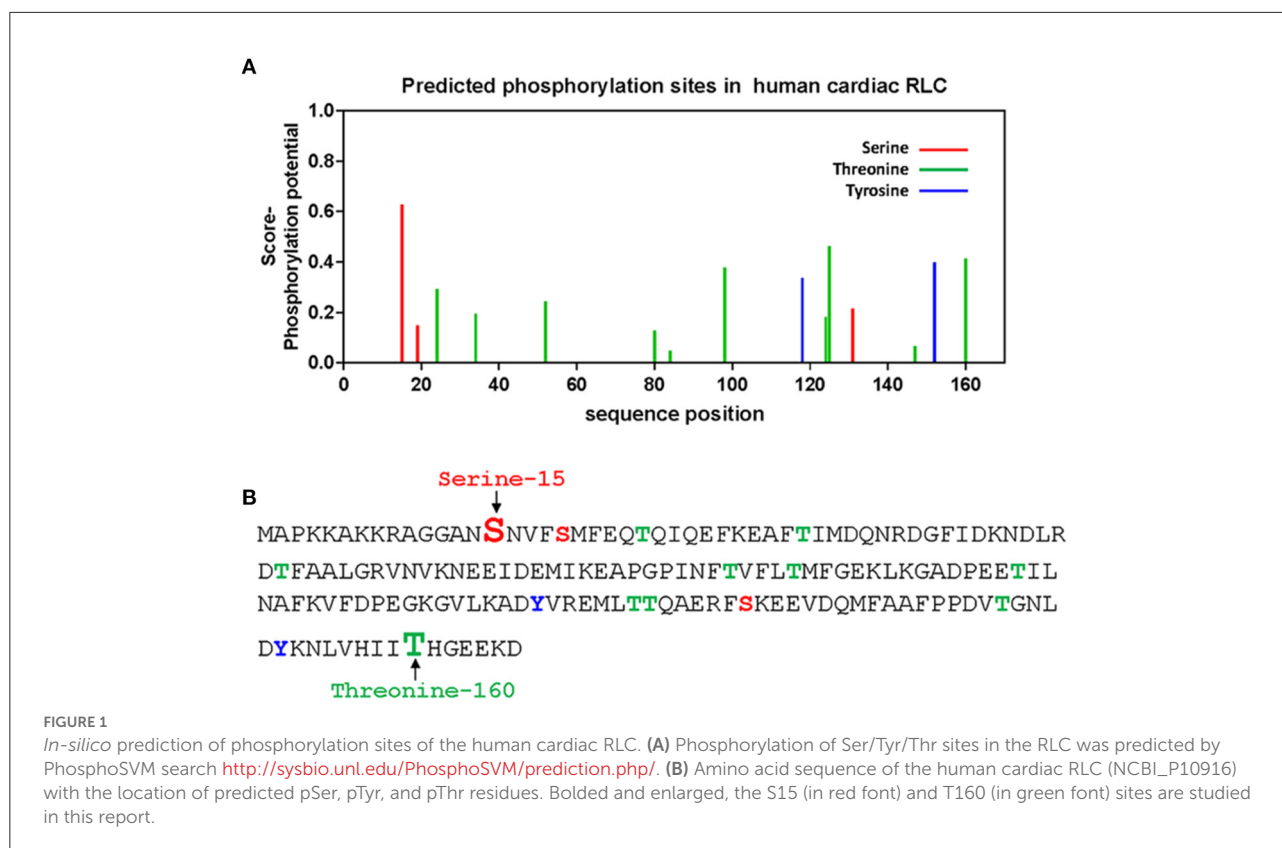 A
Predicted phosphorylation sites in human cardiac RLC
Score-
Phosphorylation potential
1.0
0.8
0.6
0.4
0.2
0.0
Serine
Threonine
Tyrosine
0 20 40 60 80 100 120 140 160
sequence position
B
Serine-15
MAPKKAKKRAGGANSNVFSMFEQTQIQEFKEAFTIMDQNRDGFIDKNDLR
DTFAALGRVNVKNEEIDEMIKEAPGPINFTVFLTMFGEKLKGADPEETIL
NAFKVFDPEGKGVLKADYVREMLTTQAERFSKEEVDQMFAAFPPDVTGNL
DYKNLVHIITHGEEKD
Threonine-160
FIGURE 1
In-silico prediction of phosphorylation sites of the human cardiac RLC. (A) Phosphorylation of Ser/Tyr/Thr sites in the RLC was predicted by
PhosphoSVM search http://sysbio.unl.edu/PhosphoSVM/prediction.php/. (B) Amino acid sequence of the human cardiac RLC (NCBI_P10916)
with the location of predicted pSer, pTyr, and pThr residues. Bolded and enlarged, the S15 (in red font) and T160 (in green font) sites are studied
in this report.